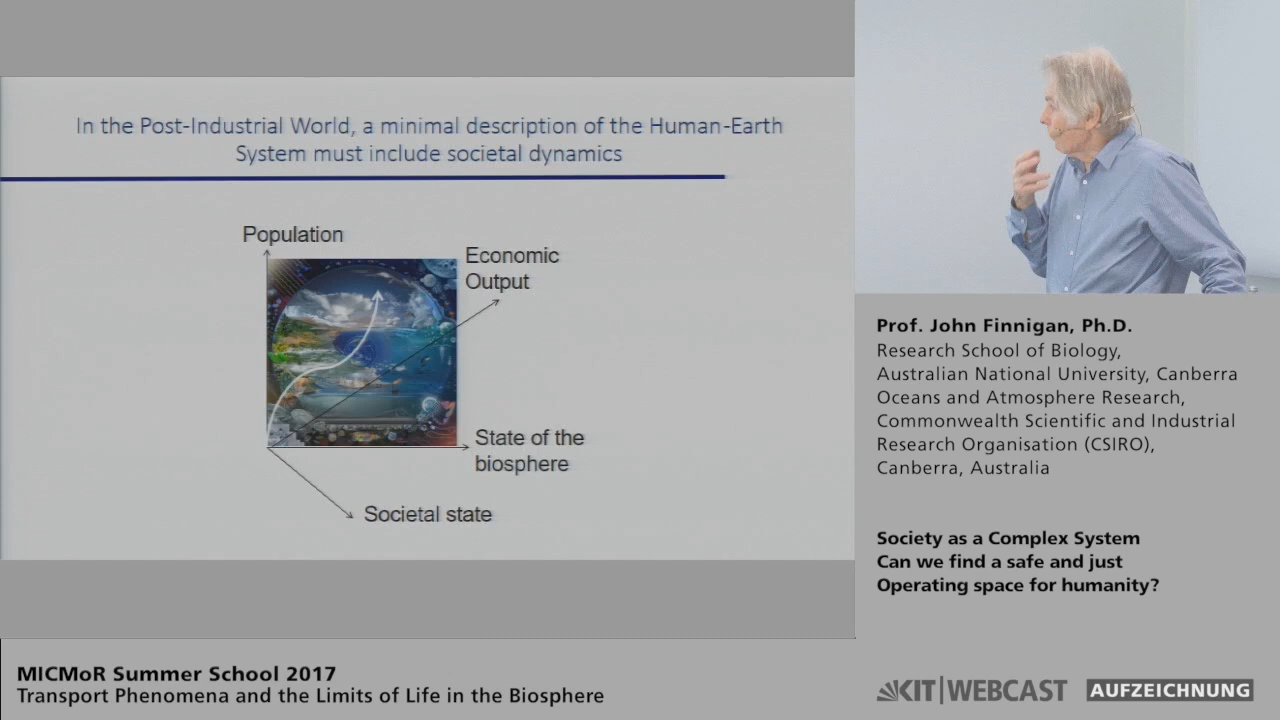 In the Post-Industrial World, a minimal description of the Human-Earth
System must include societal dynamics
Population
Economic
Output
State of the
biosphere
Societal state
Prof. John Finnigan, Ph.D.
Research School of Biology,
Australian National University, Canberra
Oceans and Atmosphere Research,
Commonwealth Scientific and Industrial
Research Organisation (CSIRO),
Canberra, Australia
Society as a Complex System
Can we find a safe and just
Operating space for humanity?
MICMoR Summer School 2017
Transport Phenomena and the Limits of Life in the Biosphere
KIT|WEBCAST
AUFZEICHNUNG